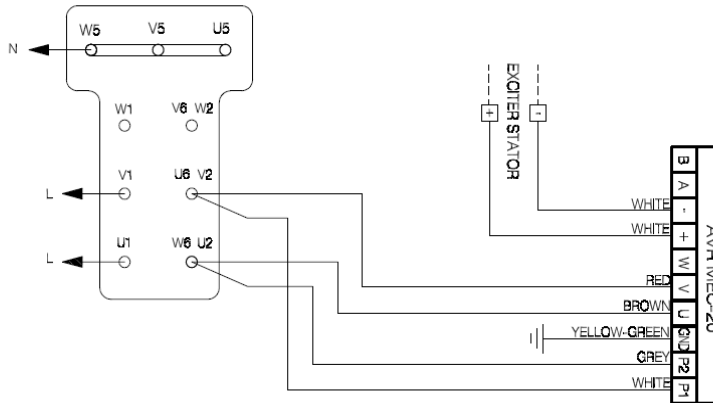 W5 V5 U5
N
W1 V6 W2
V1 U6 V2
L
U1 W6 U2
L
EXCITER STATOR
+ -
B
A
WHITE -
WHITE +
W
RED V
BROWN U
YELLOW-GREEN GND
GREY P2
WHITE P1